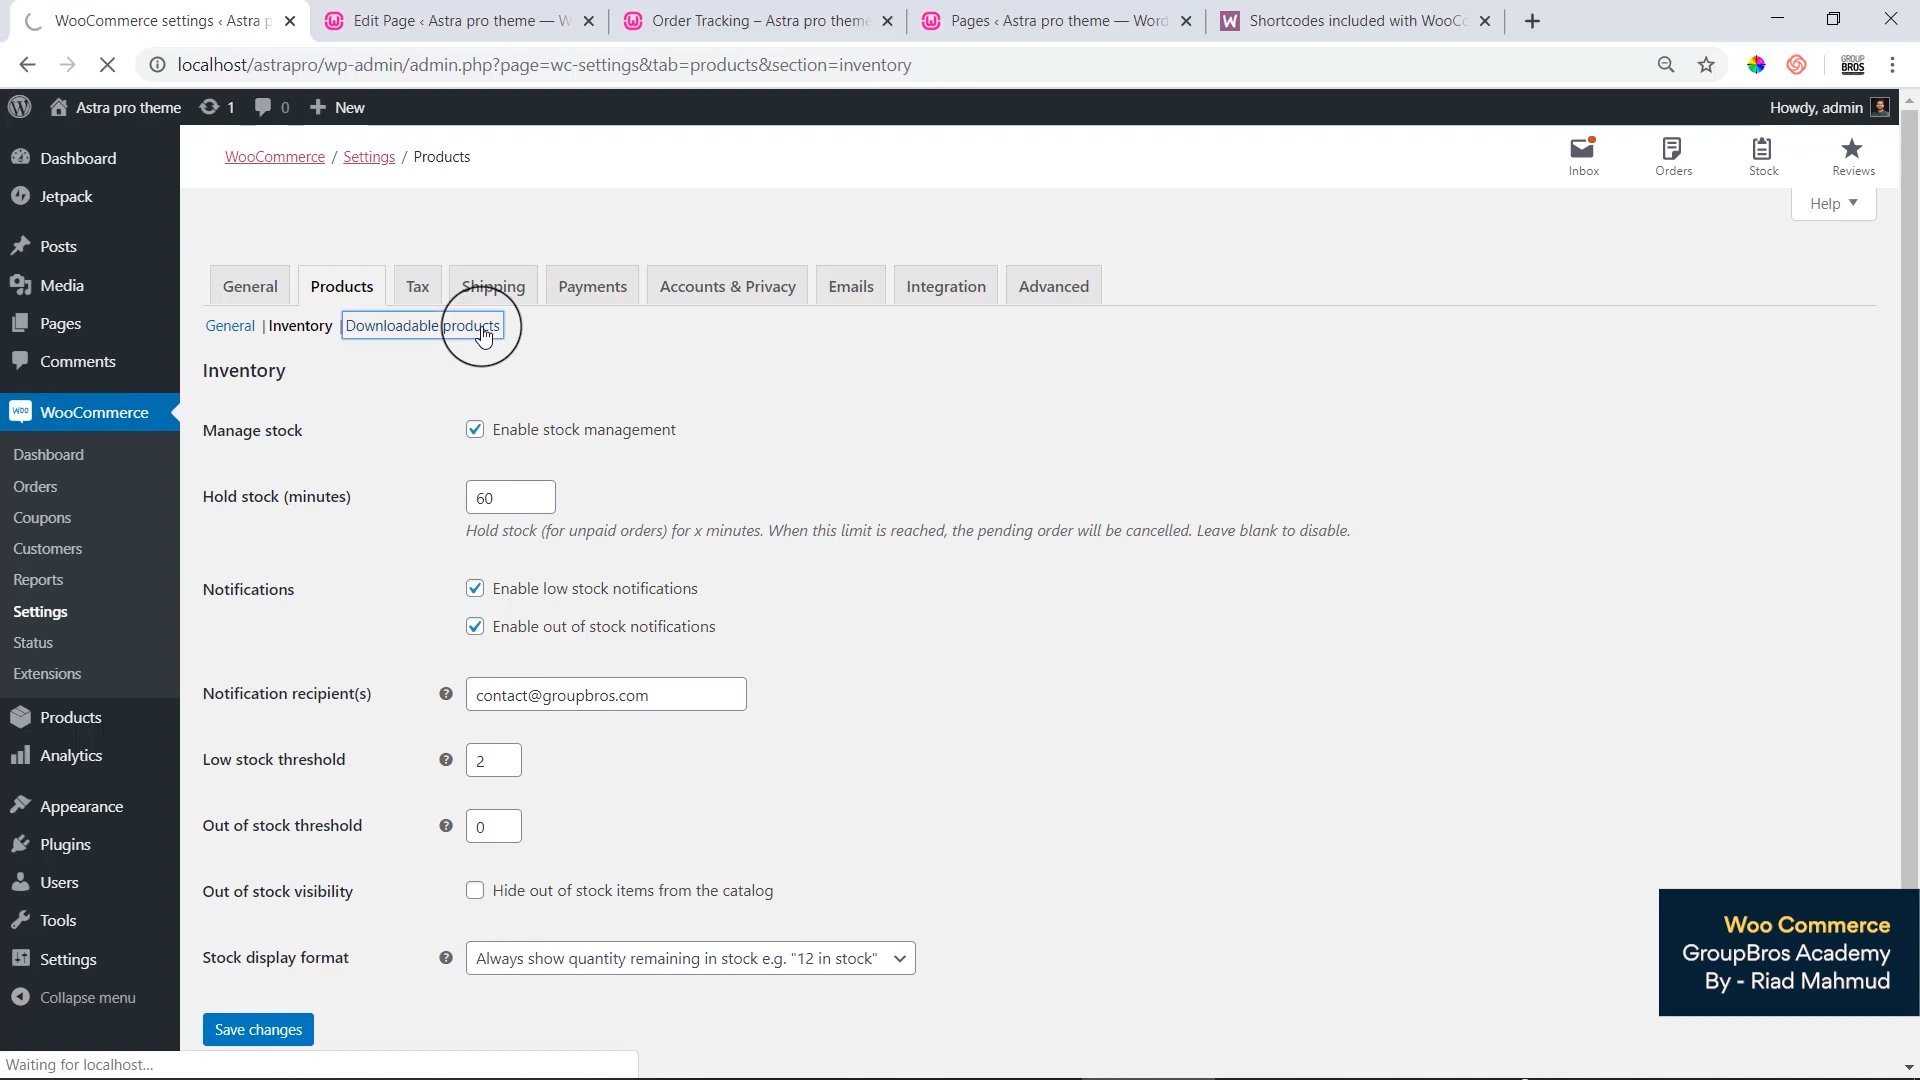 WooCommerce settings ‹ Astra p
Edit Page ‹ Astra pro theme — W
Order Tracking – Astra pro theme
Pages ‹ Astra pro theme — Word
Shortcodes included with WooCo
localhost/astrapro/wp-admin/admin.php?page=wc-settings&tab=products&section=inventory
GROUP
BROS
Astra pro theme
1
0
New
Howdy, admin
Dashboard
Jetpack
Posts
Media
Pages
Comments
WooCommerce
Dashboard
Orders
Coupons
Customers
Reports
Settings
Status
Extensions
Products
Analytics
Appearance
Plugins
Users
Tools
Settings
Collapse menu
WooCommerce / Settings / Products
Inbox
Orders
Stock
Reviews
Help
General
Products
Tax
Shipping
Payments
Accounts & Privacy
Emails
Integration
Advanced
General | Inventory | Downloadable products
Inventory
Manage stock
Enable stock management
Hold stock (minutes)
60
Hold stock (for unpaid orders) for x minutes. When this limit is reached, the pending order will be cancelled. Leave blank to disable.
Notifications
Enable low stock notifications
Enable out of stock notifications
Notification recipient(s)
contact@groupbros.com
Low stock threshold
2
Out of stock threshold
0
Out of stock visibility
Hide out of stock items from the catalog
Stock display format
Always show quantity remaining in stock e.g. "12 in stock"
Save changes
Woo Commerce
GroupBros Academy
By - Riad Mahmud
Waiting for localhost...